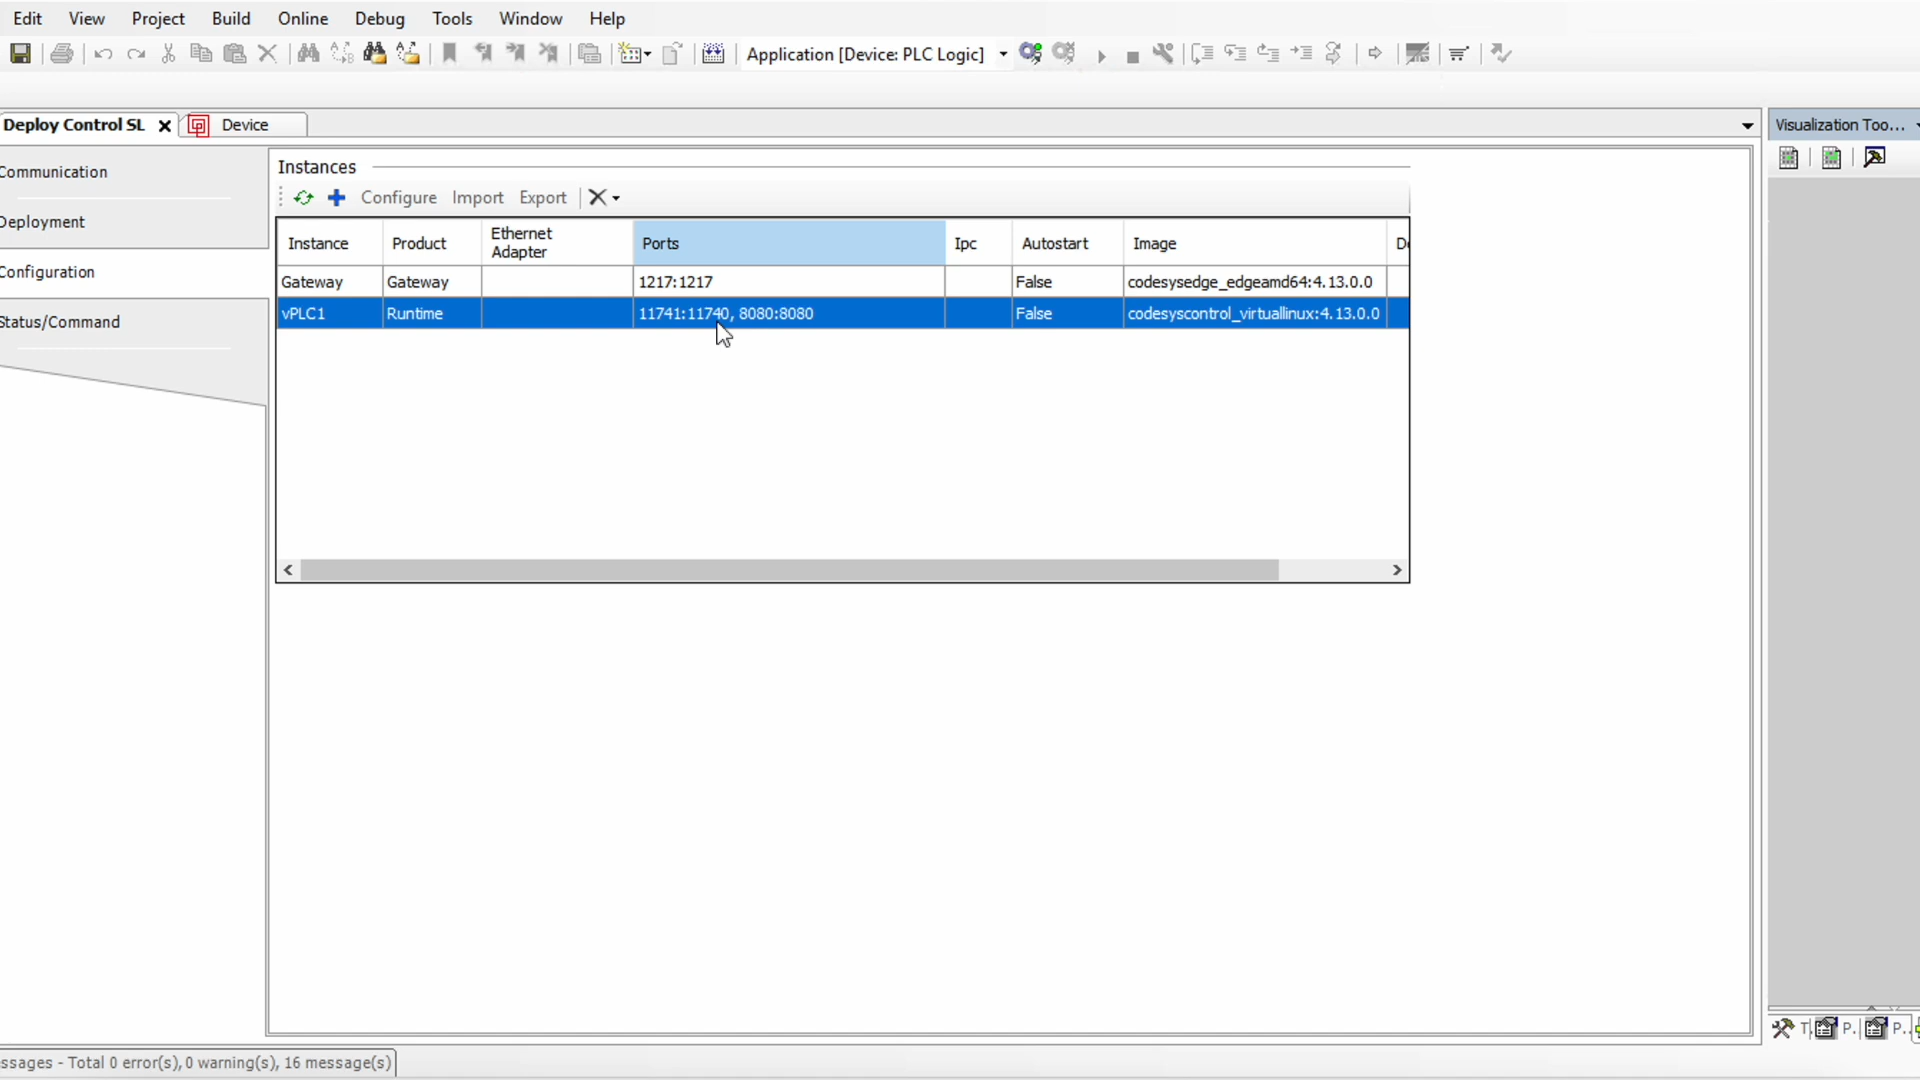 Edit View Project Build Online Debug Tools Window Help
Application [Device: PLC Logic]
Deploy Control SL Device Visualization Too...
Communication
Deployment
Configuration
Status/Command
Instances
Configure Import Export
Instance Product Ethernet Adapter Ports Ipc Autostart Image
Gateway Gateway 1217:1217 False codesysedge_edgeamd64:4.13.0.0
vPLC1 Runtime 11741:11740, 8080:8080 False codesyscontrol_virtuallinux:4.13.0.0
T. P. P..
ssages - Total 0 error(s), 0 warning(s), 16 message(s)